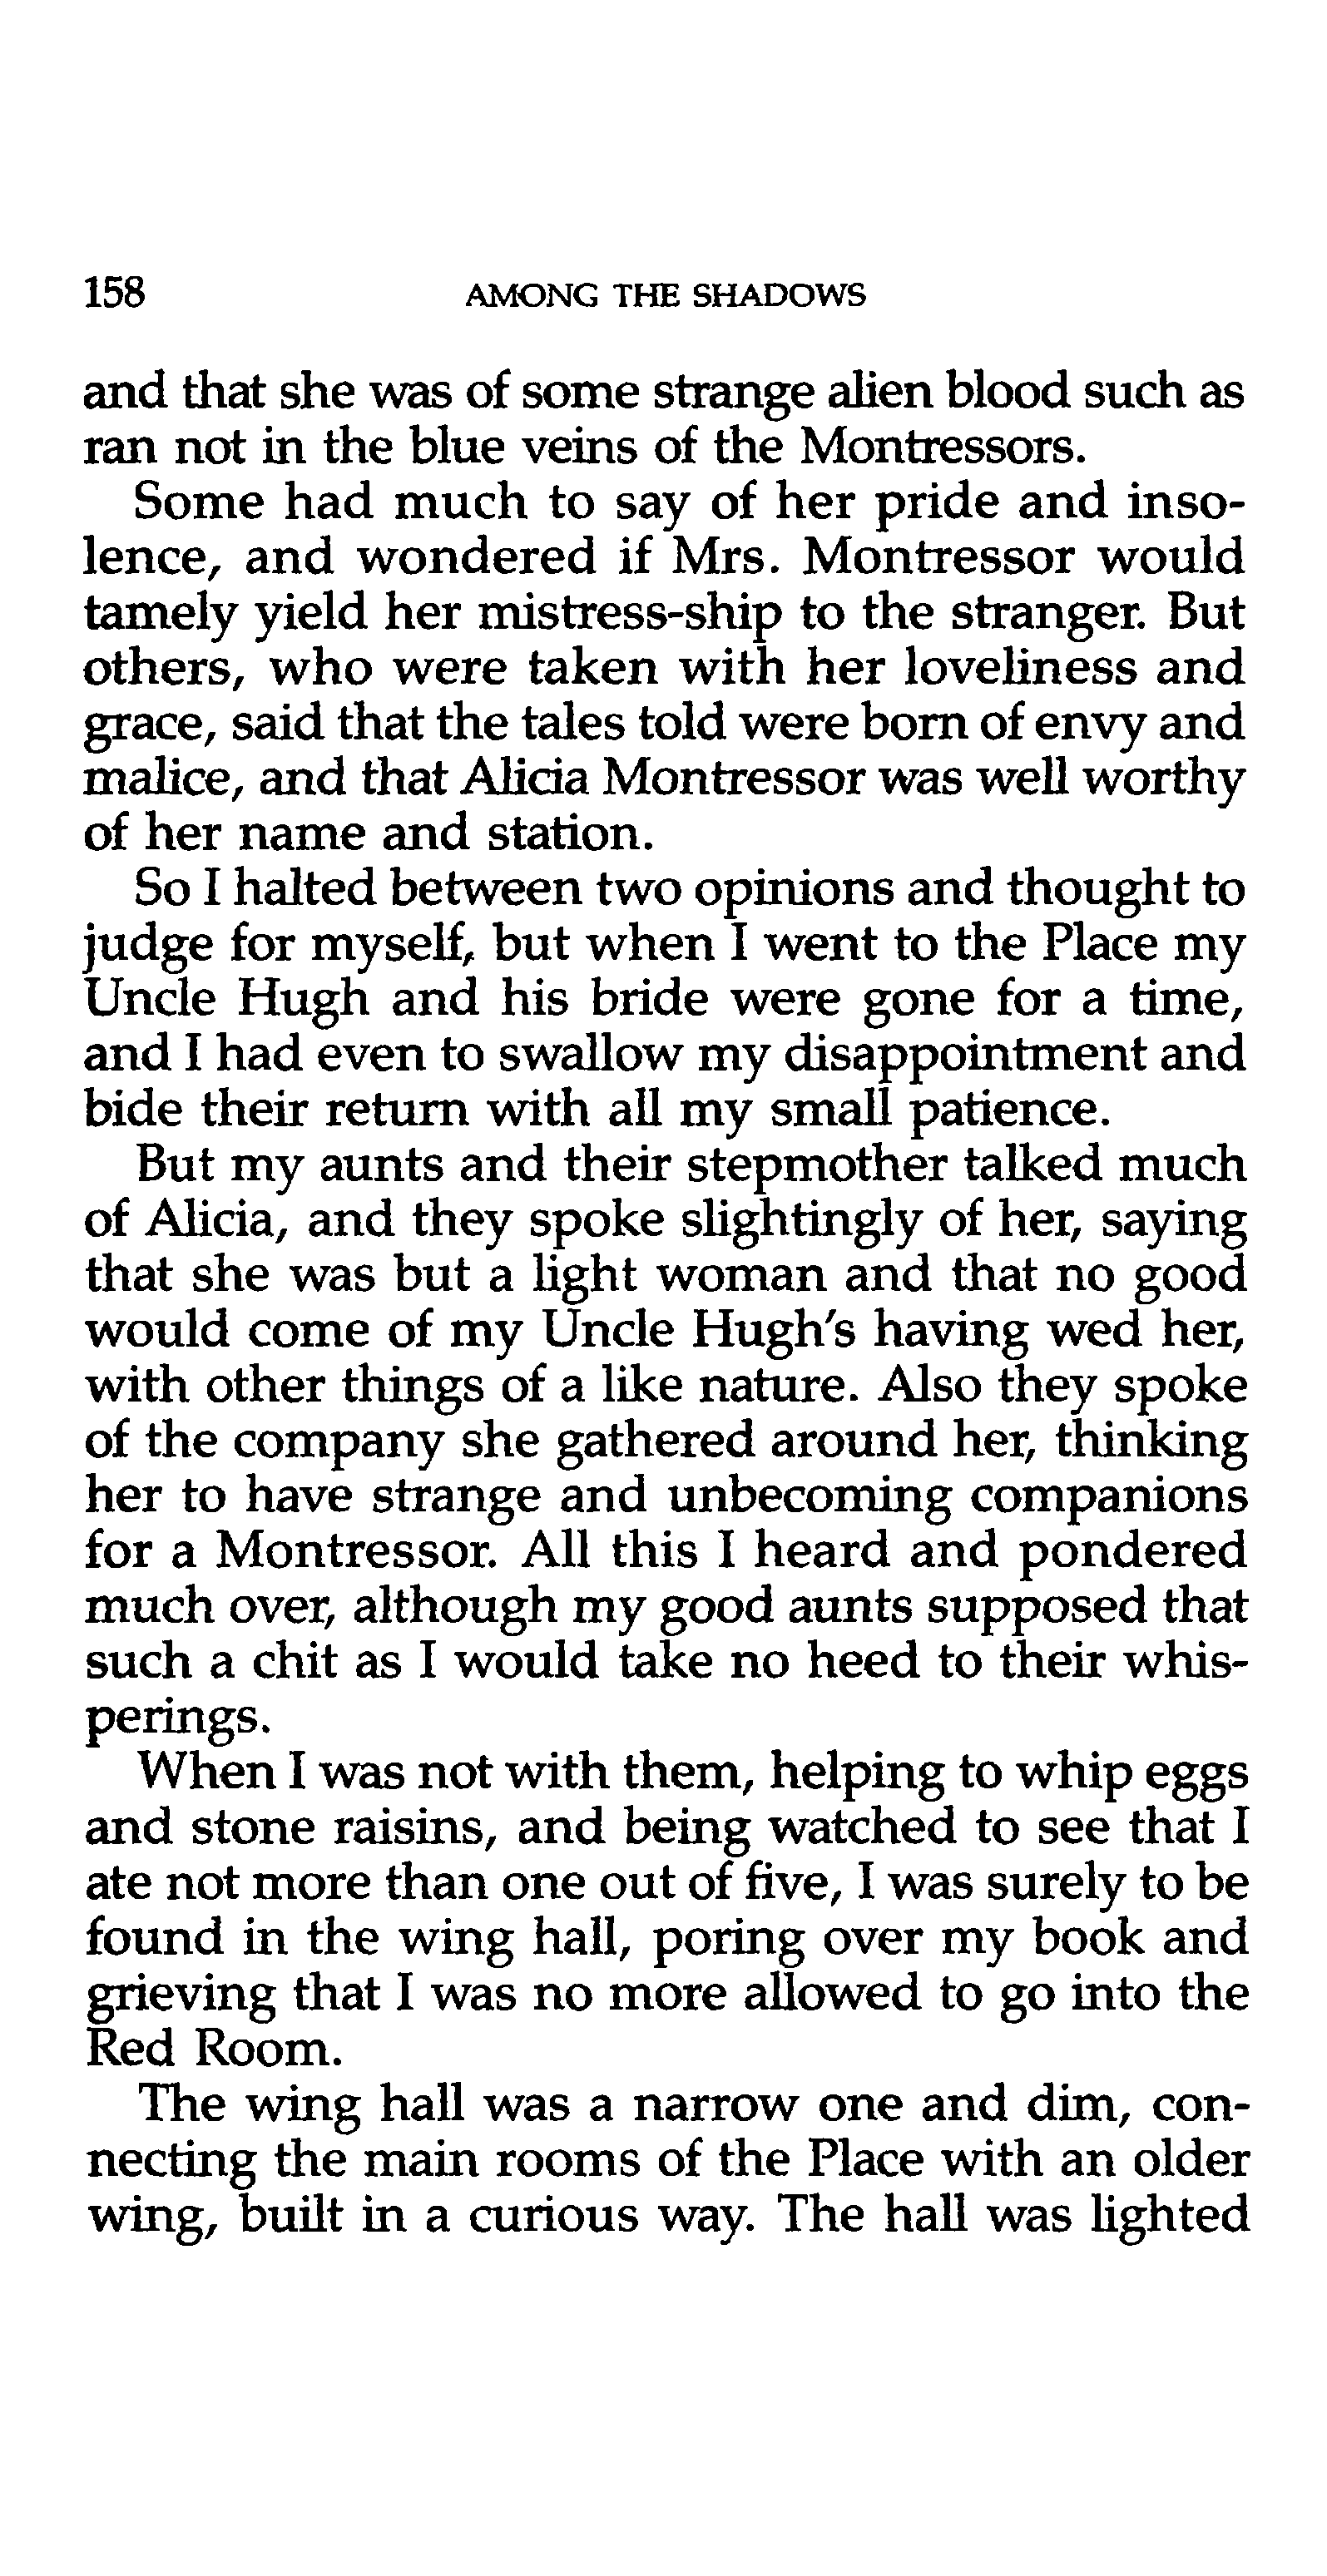 158 AMONG THE SHADOWS
and that she was of some strange alien blood such as
ran not in the blue veins of the Montressors.
Some had much to say of her pride and inso-
lence, and wondered if Mrs. Montressor would
tamely yield her mistress-ship to the stranger. But
others, who were taken with her loveliness and
grace, said that the tales told were born of envy and
malice, and that Alicia Montressor was well worthy
of her name and station.
So I halted between two opinions and thought to
judge for myself, but when I went to the Place my
Uncle Hugh and his bride were gone for a time,
and I had even to swallow my disappointment and
bide their return with all my small patience.
But my aunts and their stepmother talked much
of Alicia, and they spoke slightingly of her, saying
that she was but a light woman and that no good
would come of my Uncle Hugh's having wed her,
with other things of a like nature. Also they spoke
of the company she gathered around her, thinking
her to have strange and unbecoming companions
for a Montressor. All this I heard and pondered
much over, although my good aunts supposed that
such a chit as I would take no heed to their whis-
perings.
When I was not with them, helping to whip eggs
and stone raisins, and being watched to see that I
ate not more than one out of five, I was surely to be
found in the wing hall, poring over my book and
grieving that I was no more allowed to go into the
Red Room.
The wing hall was a narrow one and dim, con-
necting the main rooms of the Place with an older
wing, built in a curious way. The hall was lighted